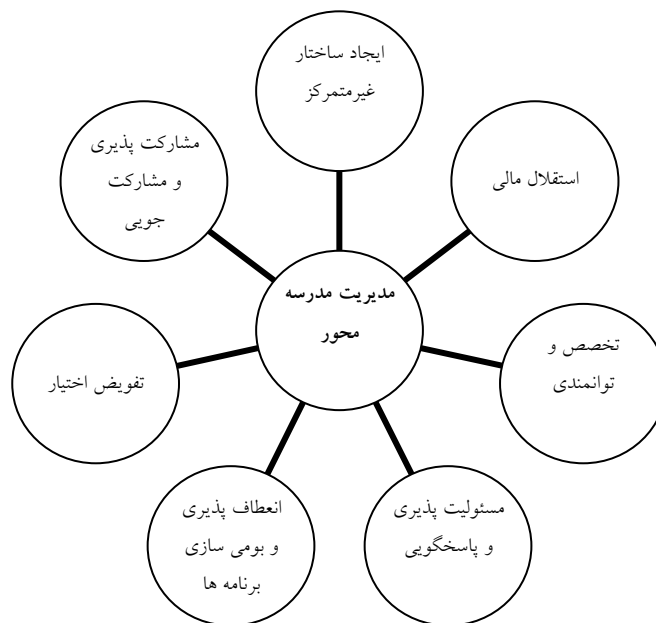 ایجاد ساختار
غیرمتمرکز
استقلال مالی
تخصص و
توانمندی
مسئولیت پذیری
و پاسخگویی
انعطاف پذیری
و بومی سازی
برنامه ها
تفویض اختیار
مشارکت پذیری
و مشارکت
جویی
مدیریت مدرسه
محور